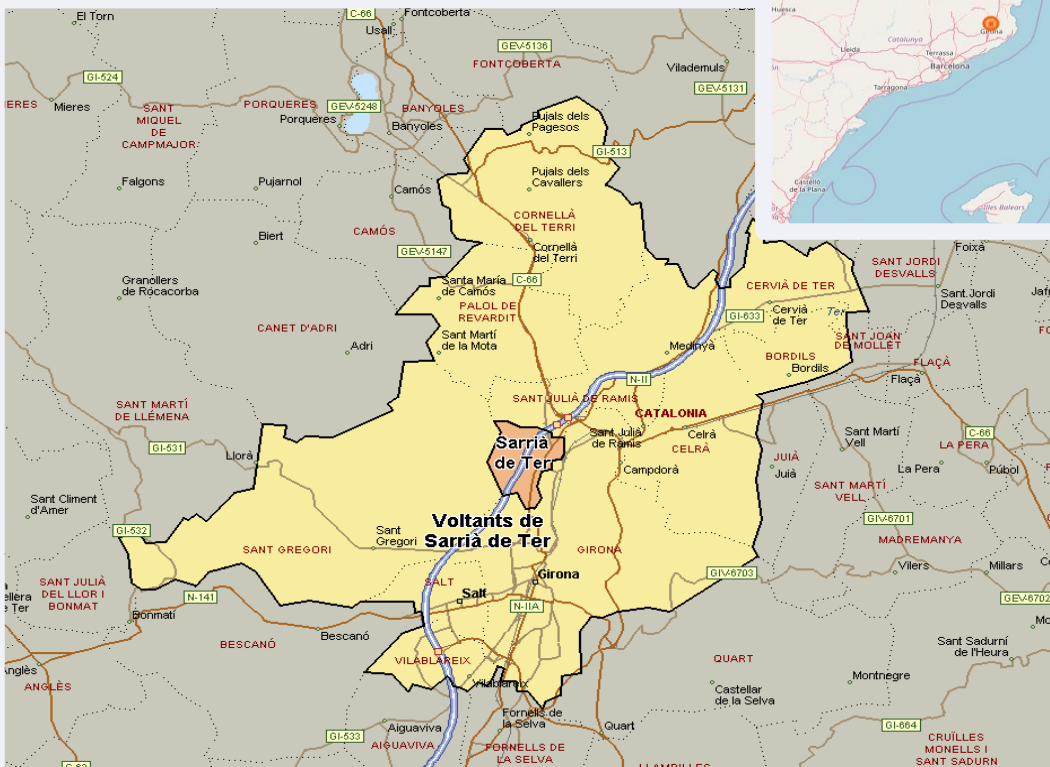 El Torn
C-66
Fontcoberta
Usall
GEV-5136
FONTCOBERTA
Vilademuls
GI-524
GEV-5131
Mieres
SANT
MIQUEL
DE
CAMPMAJOR
PORQUERES
GEV-5248
BANYOLES
Porqueres
Banyoles
Pujals dels
Pagesos
GI-513
Falgons
Pujarnol
Camós
Pujals dels
Cavallers
CORNELLÀ
DEL TERRI
CAMÓS
Biert
GEV-5147
Cornellà
del Terri
Granollers
de Rocacorba
Santa María
de Camós
C-66
PALOL DE
REVARDIT
CANET D'ADRI
Adri
Sant Martí
de la Mota
Huesca
Catalunya
Girona
Lleida
Terrassa
Barcelona
Tarragona
Castelló
de la Plana
Illes Balears
Foixà
SANT JORDI
DESVALLS
CERVIÀ DE TER
Sant Jordi
Desvalls
GI-633
Cervià
de Ter
Ter
SANT JOAN
DE MOLLET
Medinyà
BORDILS
Bordils
FLAÇÀ
Flaçà
N-II
SANT JULIÀ DE RAMIS
CATALONIA
SANT MARTÍ
DE LLÉMENA
GI-531
Llorà
Sarrià
de Ter
Sant Julià
de Ramis
Celrà
CELRÀ
Campdorà
Sant Martí
Vell
C-66
LA PERA
JUIÀ
Juià
La Pera
Púbol
SANT MARTÍ
VELL
Sant Climent
d'Amer
GI-532
Voltants de
Sarrià de Ter
Sant
Gregori
SANT GREGORI
GIRONA
GIV-6701
MADREMANYA
GIV-6703
Vilers
Millars
GEV-6702
SANT JULIÀ
DEL LLOR I
BONMAT
N-141
Bonmatí
SALT
Salt
Girona
N-IIA
BESCANÓ
Bescanó
Anglès
ANGLÈS
VILABLAREIX
Vilablareix
QUART
Sant Sadurní
de l'Heura
Montnegre
Castellar
de la Selva
Aiguaviva
GI-533
AIGUAVIVA
Fornells de
la Selva
FORNELLS DE
LA SELVA
Quart
GI-664
CRUÏLLES
MONELLS I
SANT SADURN
LLAMBILLES